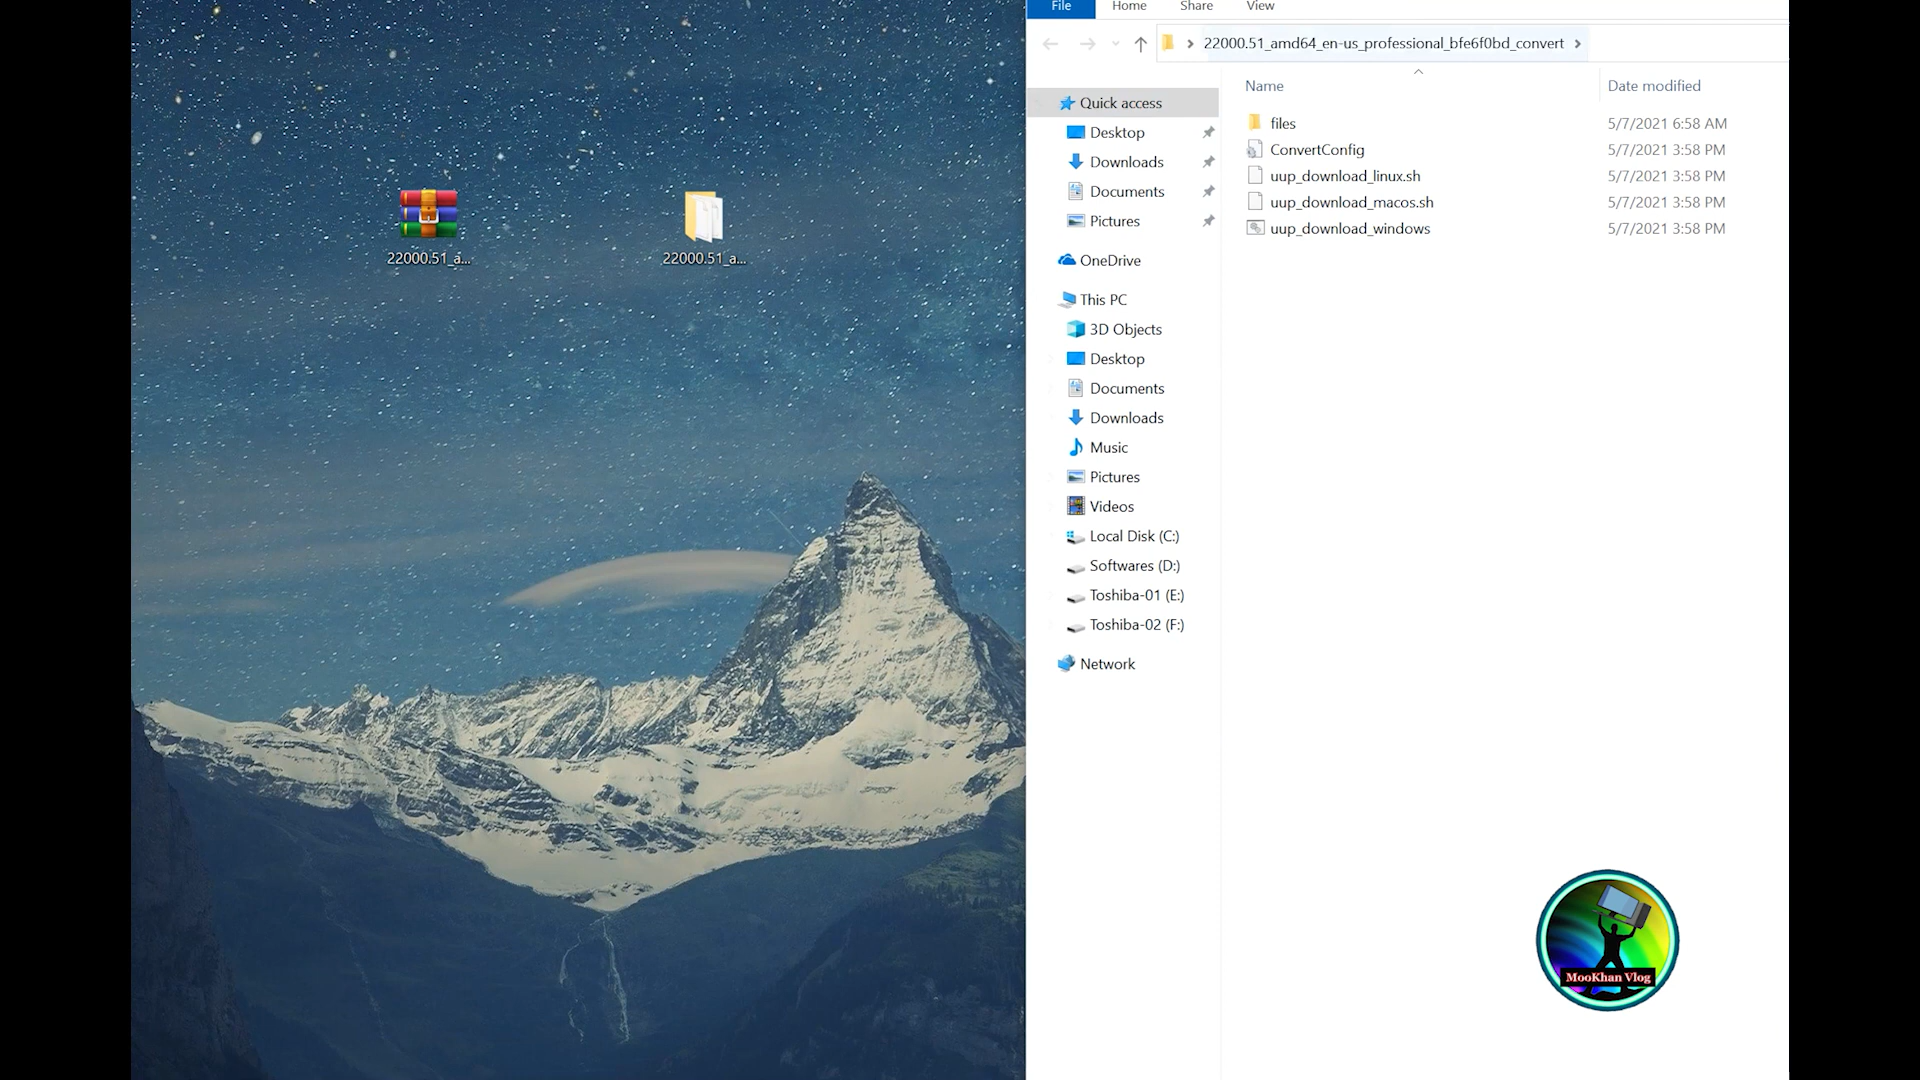 File Home Share View
22000.51_amd64_en-us_professional_bfe6f0bd_convert
Name Date modified
files 5/7/2021 6:58 AM
ConvertConfig 5/7/2021 3:58 PM
uup_download_linux.sh 5/7/2021 3:58 PM
uup_download_macos.sh 5/7/2021 3:58 PM
uup_download_windows 5/7/2021 3:58 PM
Quick access
Desktop
Downloads
Documents
Pictures
OneDrive
This PC
3D Objects
Desktop
Documents
Downloads
Music
Pictures
Videos
Local Disk (C:)
Softwares (D:)
Toshiba-01 (E:)
Toshiba-02 (F:)
Network
22000.51_a...
22000.51_a...
MooKhan Vlog